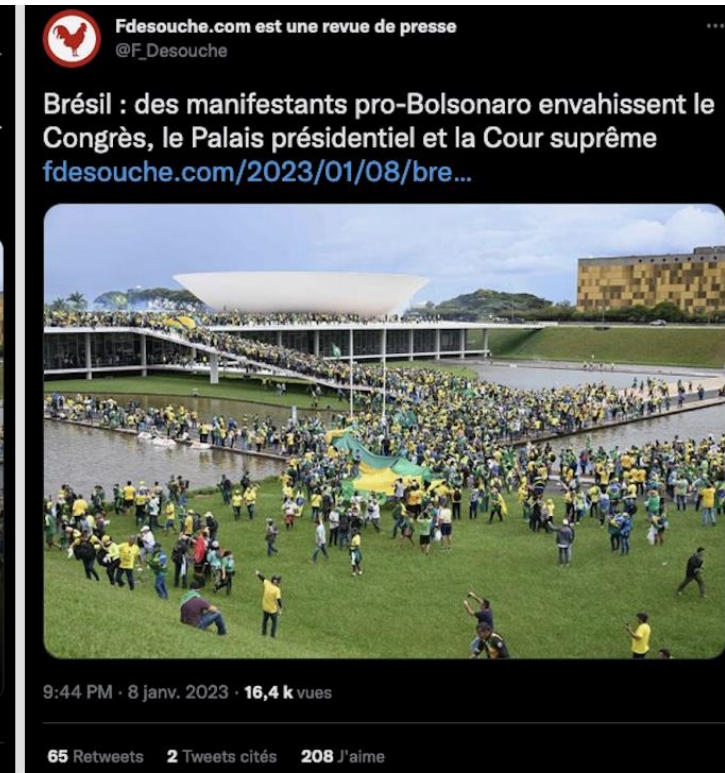 Fdesouche.com est une revue de presse
@F_Desouche
Brésil : des manifestants pro-Bolsonaro envahissent le
Congrès, le Palais présidentiel et la Cour suprême
fdesouche.com/2023/01/08/bre...
9:44 PM · 8 janv. 2023 · 16,4 k vues
65 Retweets 2 Tweets cités 208 J'aime